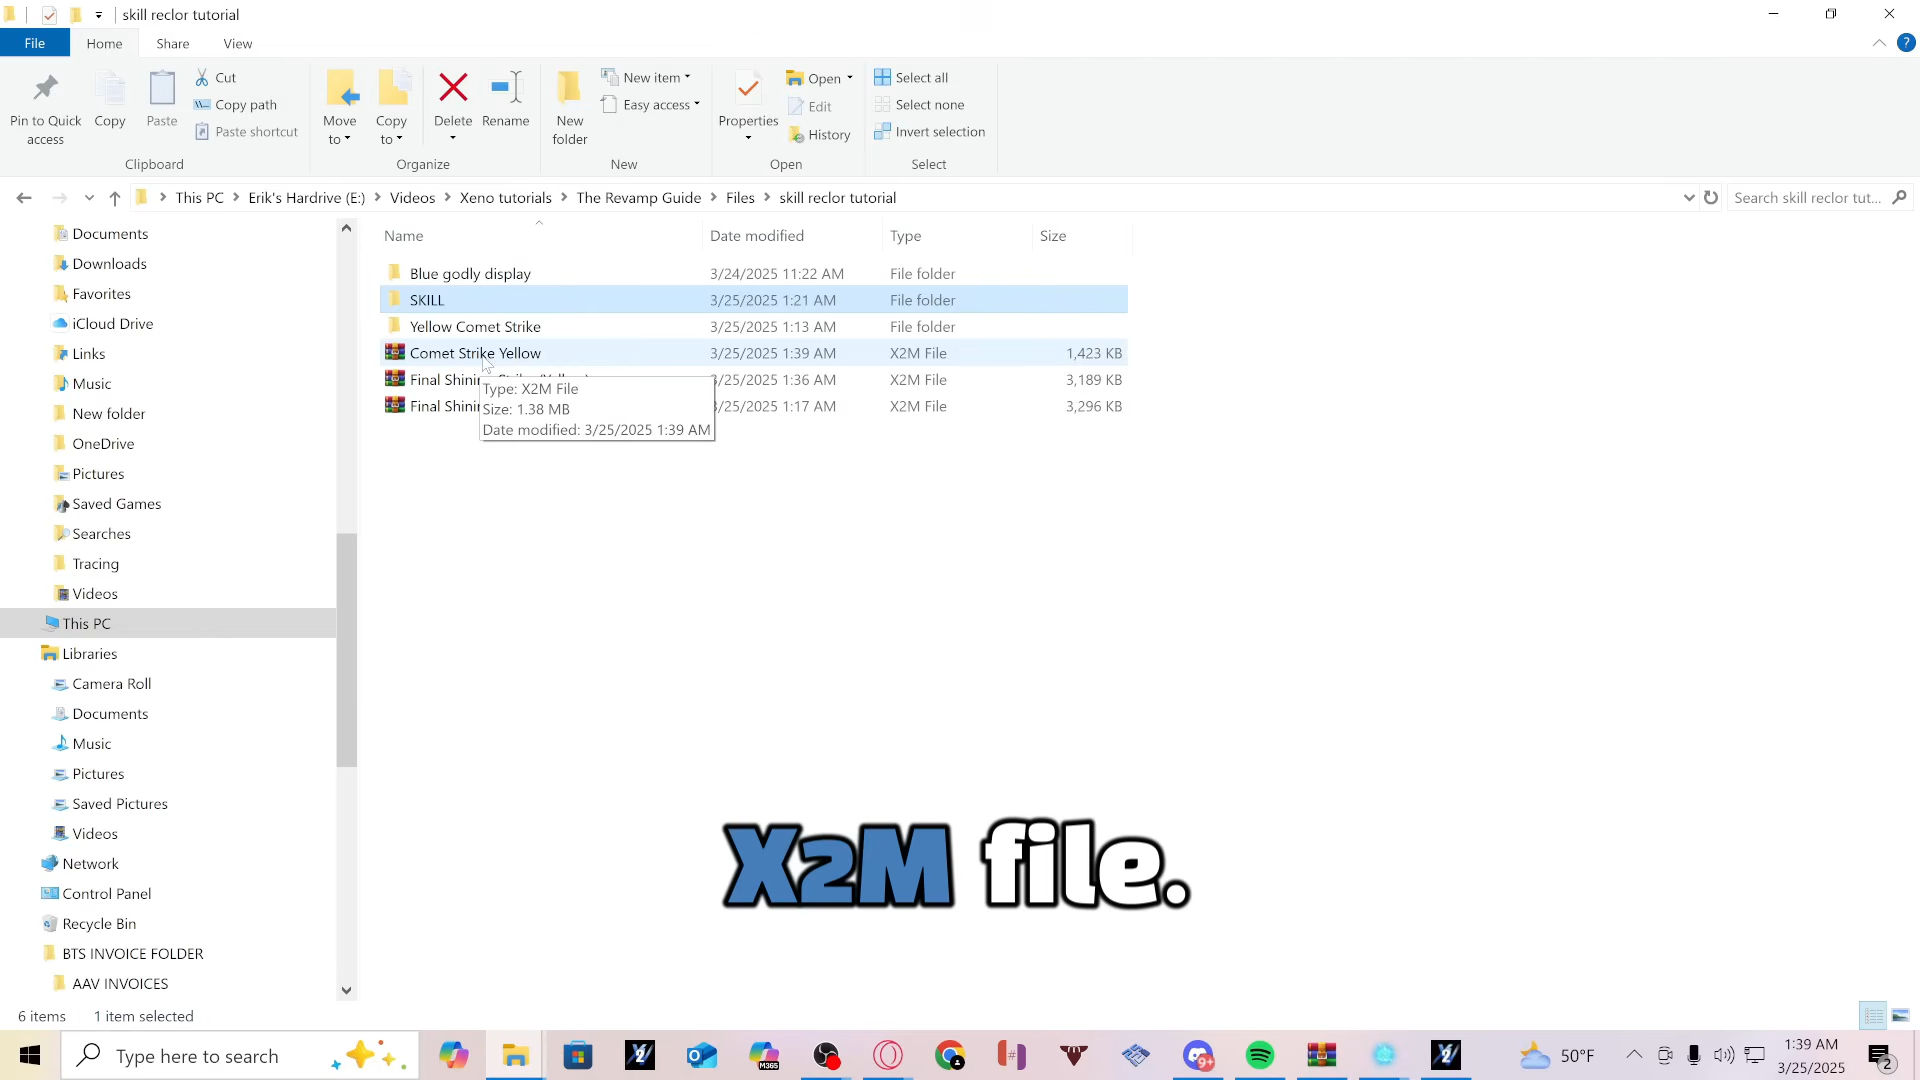 skill reclor tutorial
File Home Share View
Pin to Quick access
Copy
Paste
Cut
Copy path
Paste shortcut
Clipboard
Move to
Copy to
Delete
Rename
Organize
New folder
New item
Easy access
New
Properties
Open
Edit
History
Open
Select all
Select none
Invert selection
Select
This PC > Erik's Hardrive (E:) > Videos > Xeno tutorials > The Revamp Guide > Files > skill reclor tutorial
Search skill reclor tut...
Documents
Downloads
Favorites
iCloud Drive
Links
Music
New folder
OneDrive
Pictures
Saved Games
Searches
Tracing
Videos
This PC
Libraries
Camera Roll
Documents
Music
Pictures
Saved Pictures
Videos
Network
Control Panel
Recycle Bin
BTS INVOICE FOLDER
AAV INVOICES
Name Date modified Type Size
Blue godly display 3/24/2025 11:22 AM File folder
SKILL 3/25/2025 1:21 AM File folder
Yellow Comet Strike 3/25/2025 1:13 AM File folder
Comet Strike Yellow 3/25/2025 1:39 AM X2M File 1,423 KB
Final 3/25/2025 1:36 AM X2M File 3,189 KB
Final 3/25/2025 1:17 AM X2M File 3,296 KB
Type: X2M File
Size: 1.38 MB
Date modified: 3/25/2025 1:39 AM
X2M file.
6 items 1 item selected
Type here to search
M365
9+
50°F
1:39 AM
3/25/2025
2